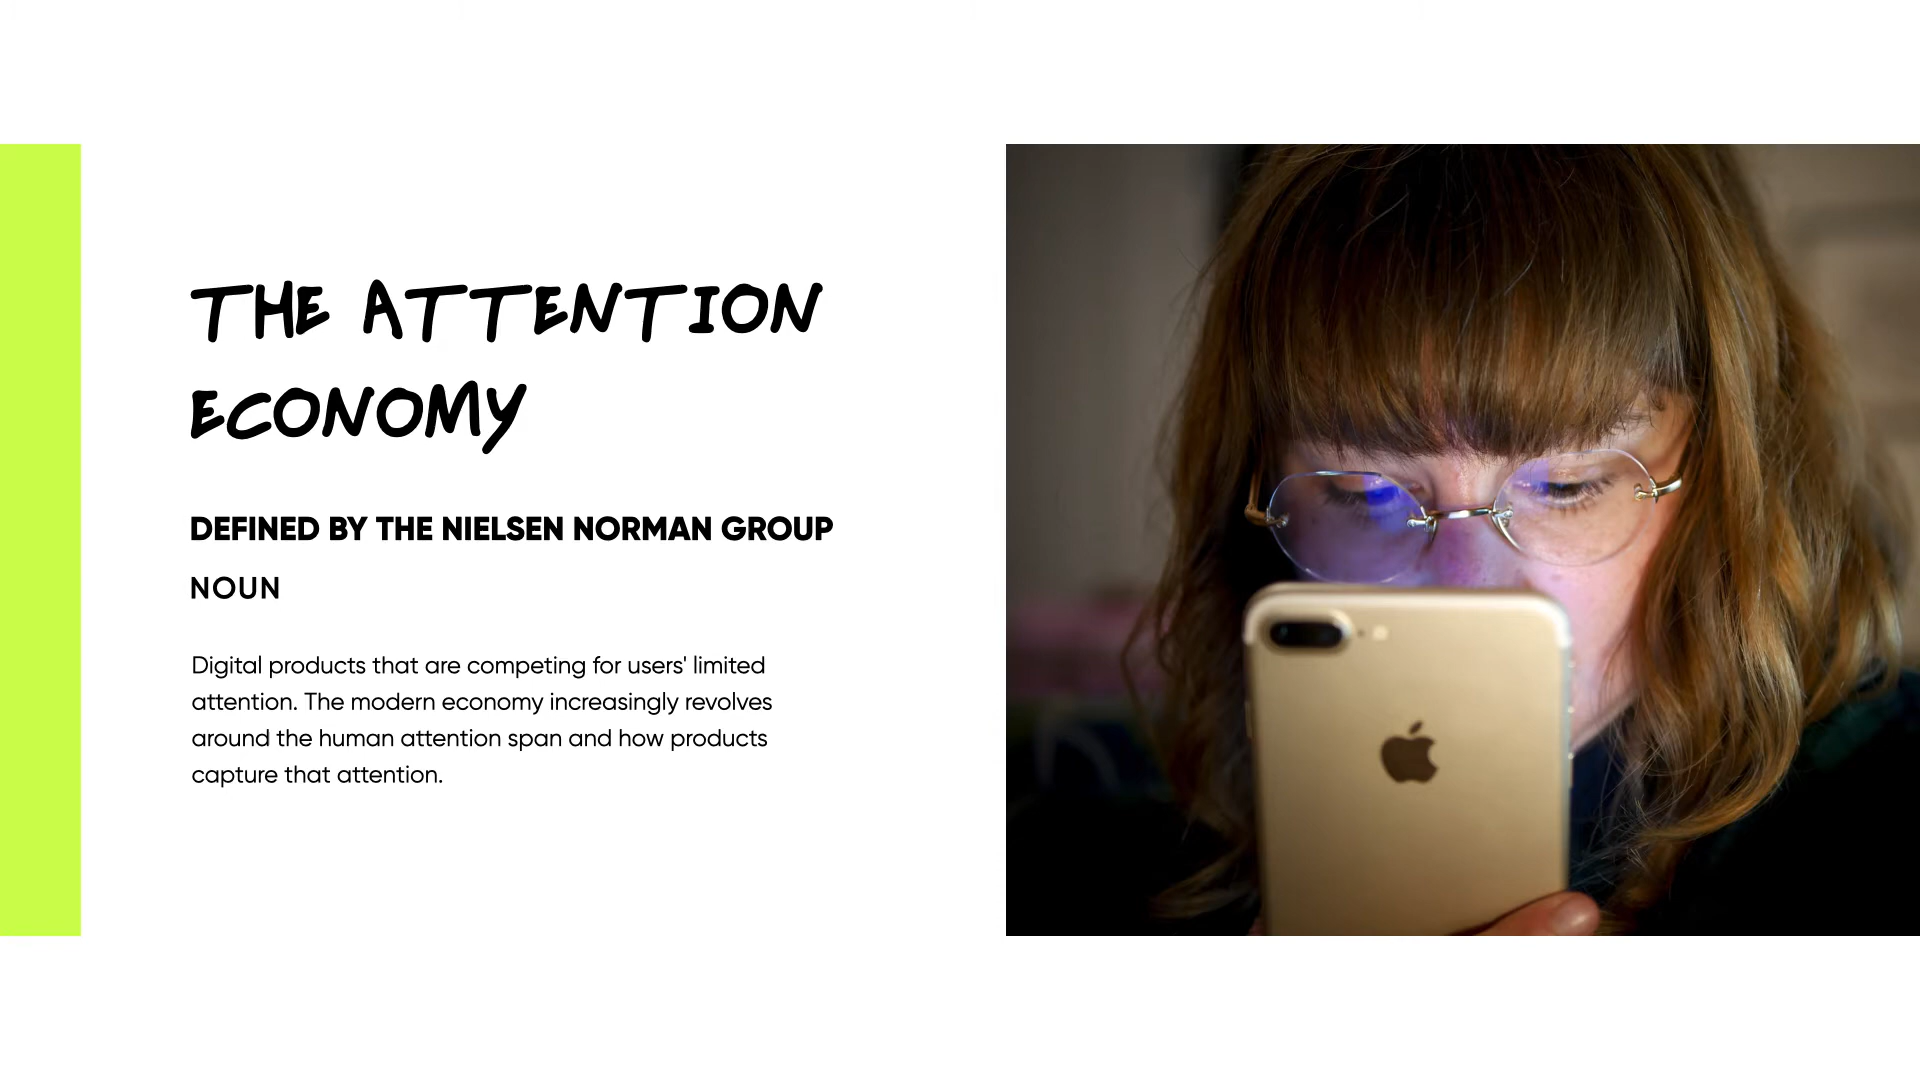 THE ATTENTION
ECONOMY
DEFINED BY THE NIELSEN NORMAN GROUP
NOUN
Digital products that are competing for users' limited
attention. The modern economy increasingly revolves
around the human attention span and how products
capture that attention.